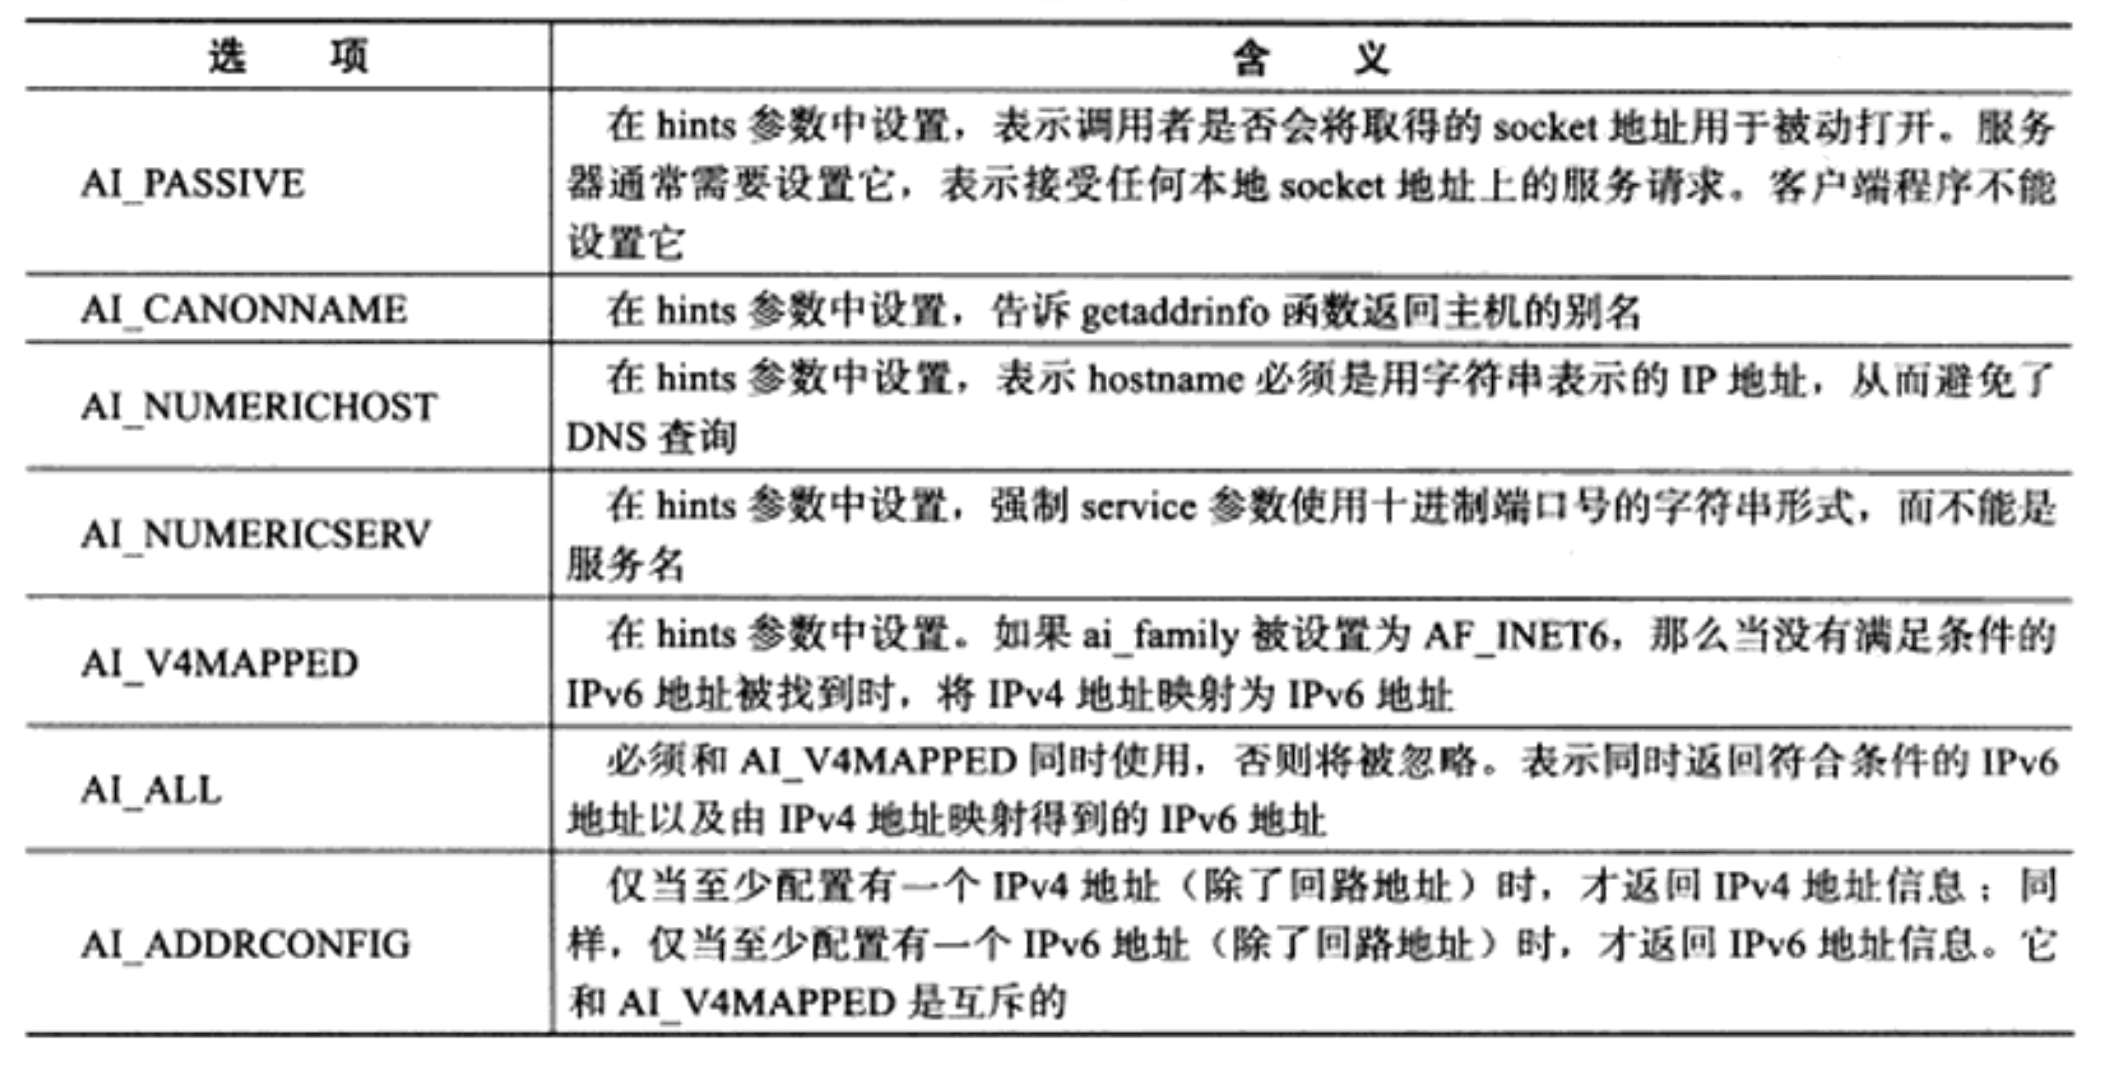 选 项 含 义
AI_PASSIVE
在 hints 参数中设置，表示调用者是否会将取得的 socket 地址用于被动打开。服务
器通常需要设置它，表示接受任何本地 socket 地址上的服务请求。客户端程序不能
设置它
AI_CANONNAME
在 hints 参数中设置，告诉 getaddrinfo 函数返回主机的别名
AI_NUMERICHOST
在 hints 参数中设置，表示 hostname 必须是用字符串表示的 IP 地址，从而避免了
DNS 查询
AI_NUMERICSERV
在 hints 参数中设置，强制 service 参数使用十进制端口号的字符串形式，而不能是
服务名
AI_V4MAPPED
在 hints 参数中设置。如果 ai_family 被设置为 AF_INET6，那么当没有满足条件的
IPv6 地址被找到时，将 IPv4 地址映射为 IPv6 地址
AI_ALL
必须和 AI_V4MAPPED 同时使用，否则将被忽略。表示同时返回符合条件的 IPv6
地址以及由 IPv4 地址映射得到的 IPv6 地址
AI_ADDRCONFIG
仅当至少配置有一个 IPv4 地址（除了回路地址）时，才返回 IPv4 地址信息；同
样，仅当至少配置有一个 IPv6 地址（除了回路地址）时，才返回 IPv6 地址信息。它
和 AI_V4MAPPED 是互斥的